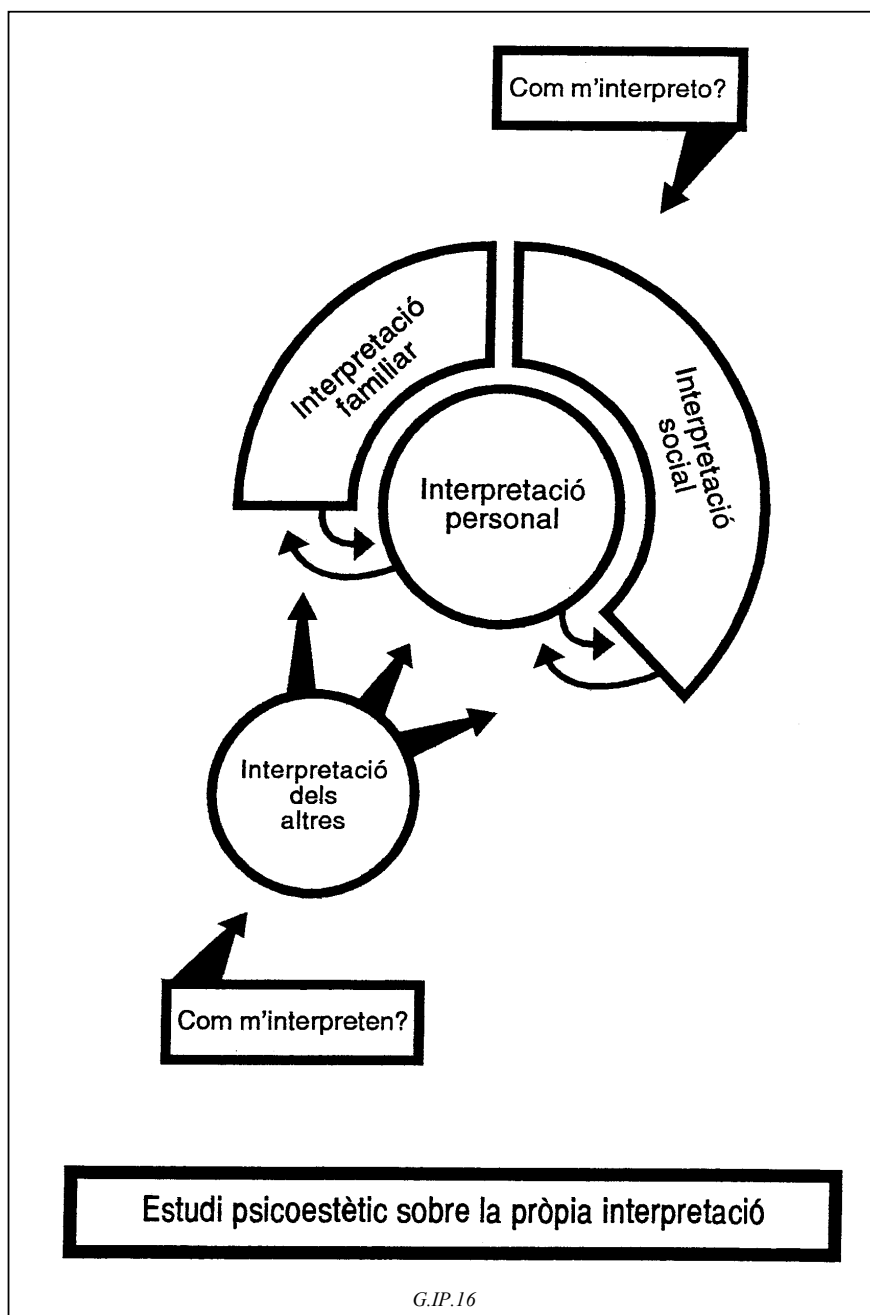 Com m'interpreto?
Interpretació
familiar
Interpretació
social
Interpretació
personal
Interpretació
dels
altres
Com m'interpreten?
Estudi psicoestètic sobre la pròpia interpretació
G.IP.16